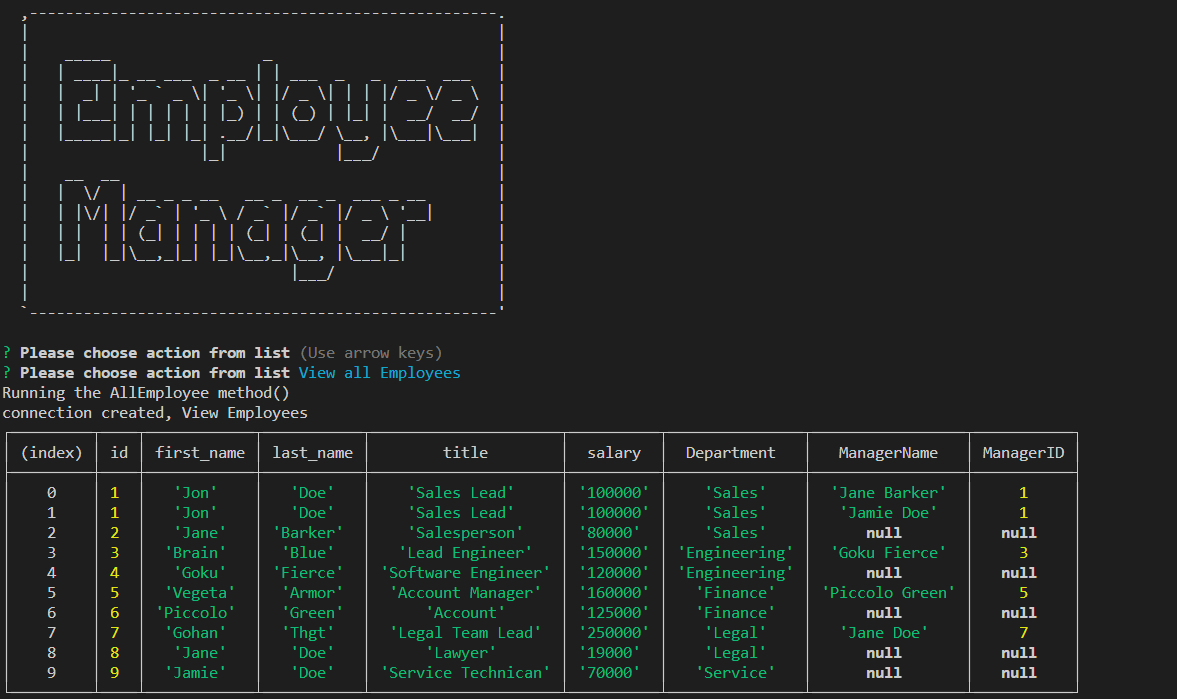 Employee
Manager
? Please choose action from list (Use arrow keys)
? Please choose action from list View all Employees
Running the AllEmployee method()
connection created, View Employees
(index) id first_name last_name title salary Department ManagerName ManagerID
0 1 'Jon' 'Doe' 'Sales Lead' '100000' 'Sales' 'Jane Barker' 1
1 1 'Jon' 'Doe' 'Sales Lead' '100000' 'Sales' 'Jamie Doe' 1
2 2 'Jane' 'Barker' 'Salesperson' '80000' 'Sales' null null
3 3 'Brain' 'Blue' 'Lead Engineer' '150000' 'Engineering' 'Goku Fierce' 3
4 4 'Goku' 'Fierce' 'Software Engineer' '120000' 'Engineering' null null
5 5 'Vegeta' 'Armor' 'Account Manager' '160000' 'Finance' 'Piccolo Green' 5
6 6 'Piccolo' 'Green' 'Account' '125000' 'Finance' null null
7 7 'Gohan' 'Thgt' 'Legal Team Lead' '250000' 'Legal' 'Jane Doe' 7
8 8 'Jane' 'Doe' 'Lawyer' '19000' 'Legal' null null
9 9 'Jamie' 'Doe' 'Service Technican' '70000' 'Service' null null